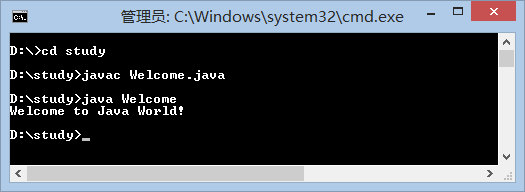 管理员: C:\Windows\system32\cmd.exe
D:\>cd study
D:\study>javac Welcome.java
D:\study>java Welcome
Welcome to Java World!
D:\study>_